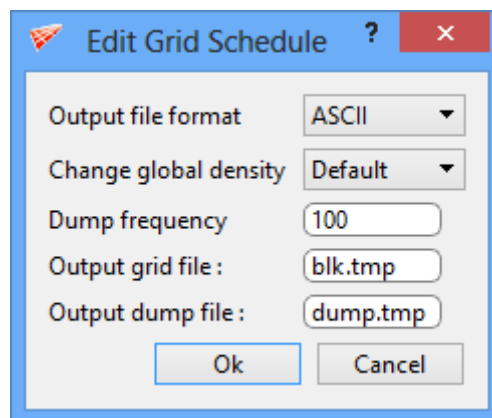 Edit Grid Schedule ? ×
Output file format ASCII
Change global density Default
Dump frequency 100
Output grid file : blk.tmp
Output dump file : dump.tmp
Ok Cancel